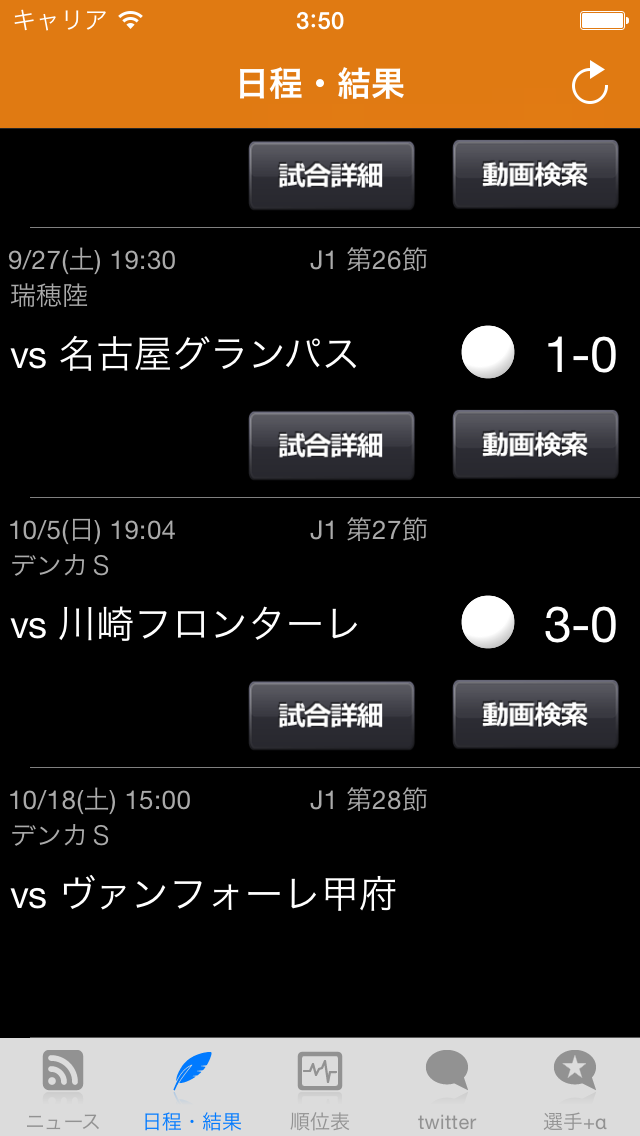 キャリア 3:50
日程・結果
試合詳細 動画検索
9/27(土) 19:30 J1 第26節
瑞穂陸
vs 名古屋グランパス 1-0
試合詳細 動画検索
10/5(日) 19:04 J1 第27節
デンカＳ
vs 川崎フロンターレ 3-0
試合詳細 動画検索
10/18(土) 15:00 J1 第28節
デンカＳ
vs ヴァンフォーレ甲府
ニュース 日程・結果 順位表 twitter 選手+α